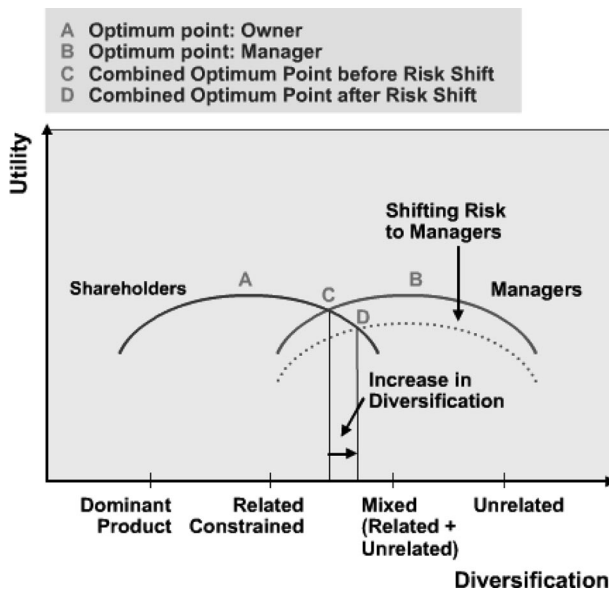 A Optimum point: Owner
B Optimum point: Manager
C Combined Optimum Point before Risk Shift
D Combined Optimum Point after Risk Shift
Utility
Shifting Risk
to Managers
Shareholders
A
C
B
D
Managers
Increase in
Diversification
Dominant
Product
Related
Constrained
Mixed
(Related +
Unrelated)
Unrelated
Diversification